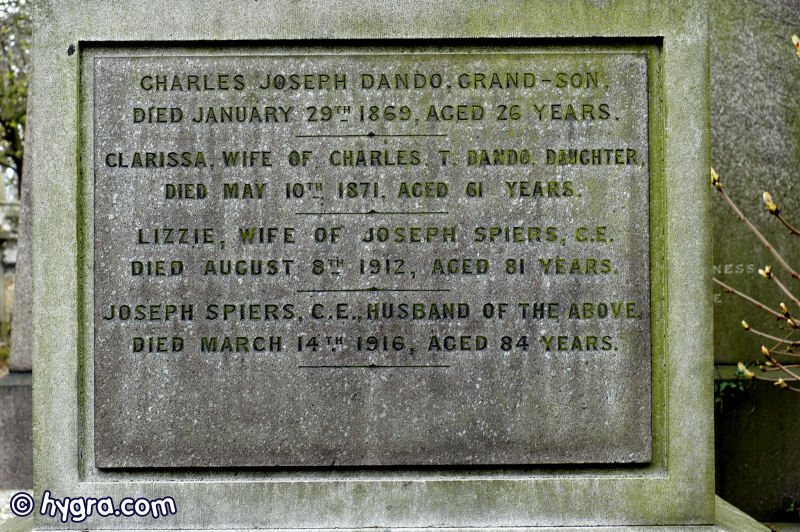 CHARLES JOSEPH DANDO, GRAND-SON,
DIED JANUARY 29TH 1869, AGED 26 YEARS.
CLARISSA, WIFE OF CHARLES, T. DANDO, DAUGHTER,
DIED MAY 10TH, 1871, AGED 61 YEARS.
LIZZIE, WIFE OF JOSEPH SPIERS, C.E.
DIED AUGUST 8TH 1912, AGED 81 YEARS.
JOSEPH SPIERS, C.E., HUSBAND OF THE ABOVE,
DIED MARCH 14TH 1916, AGED 84 YEARS.
NESS
© hygra.com